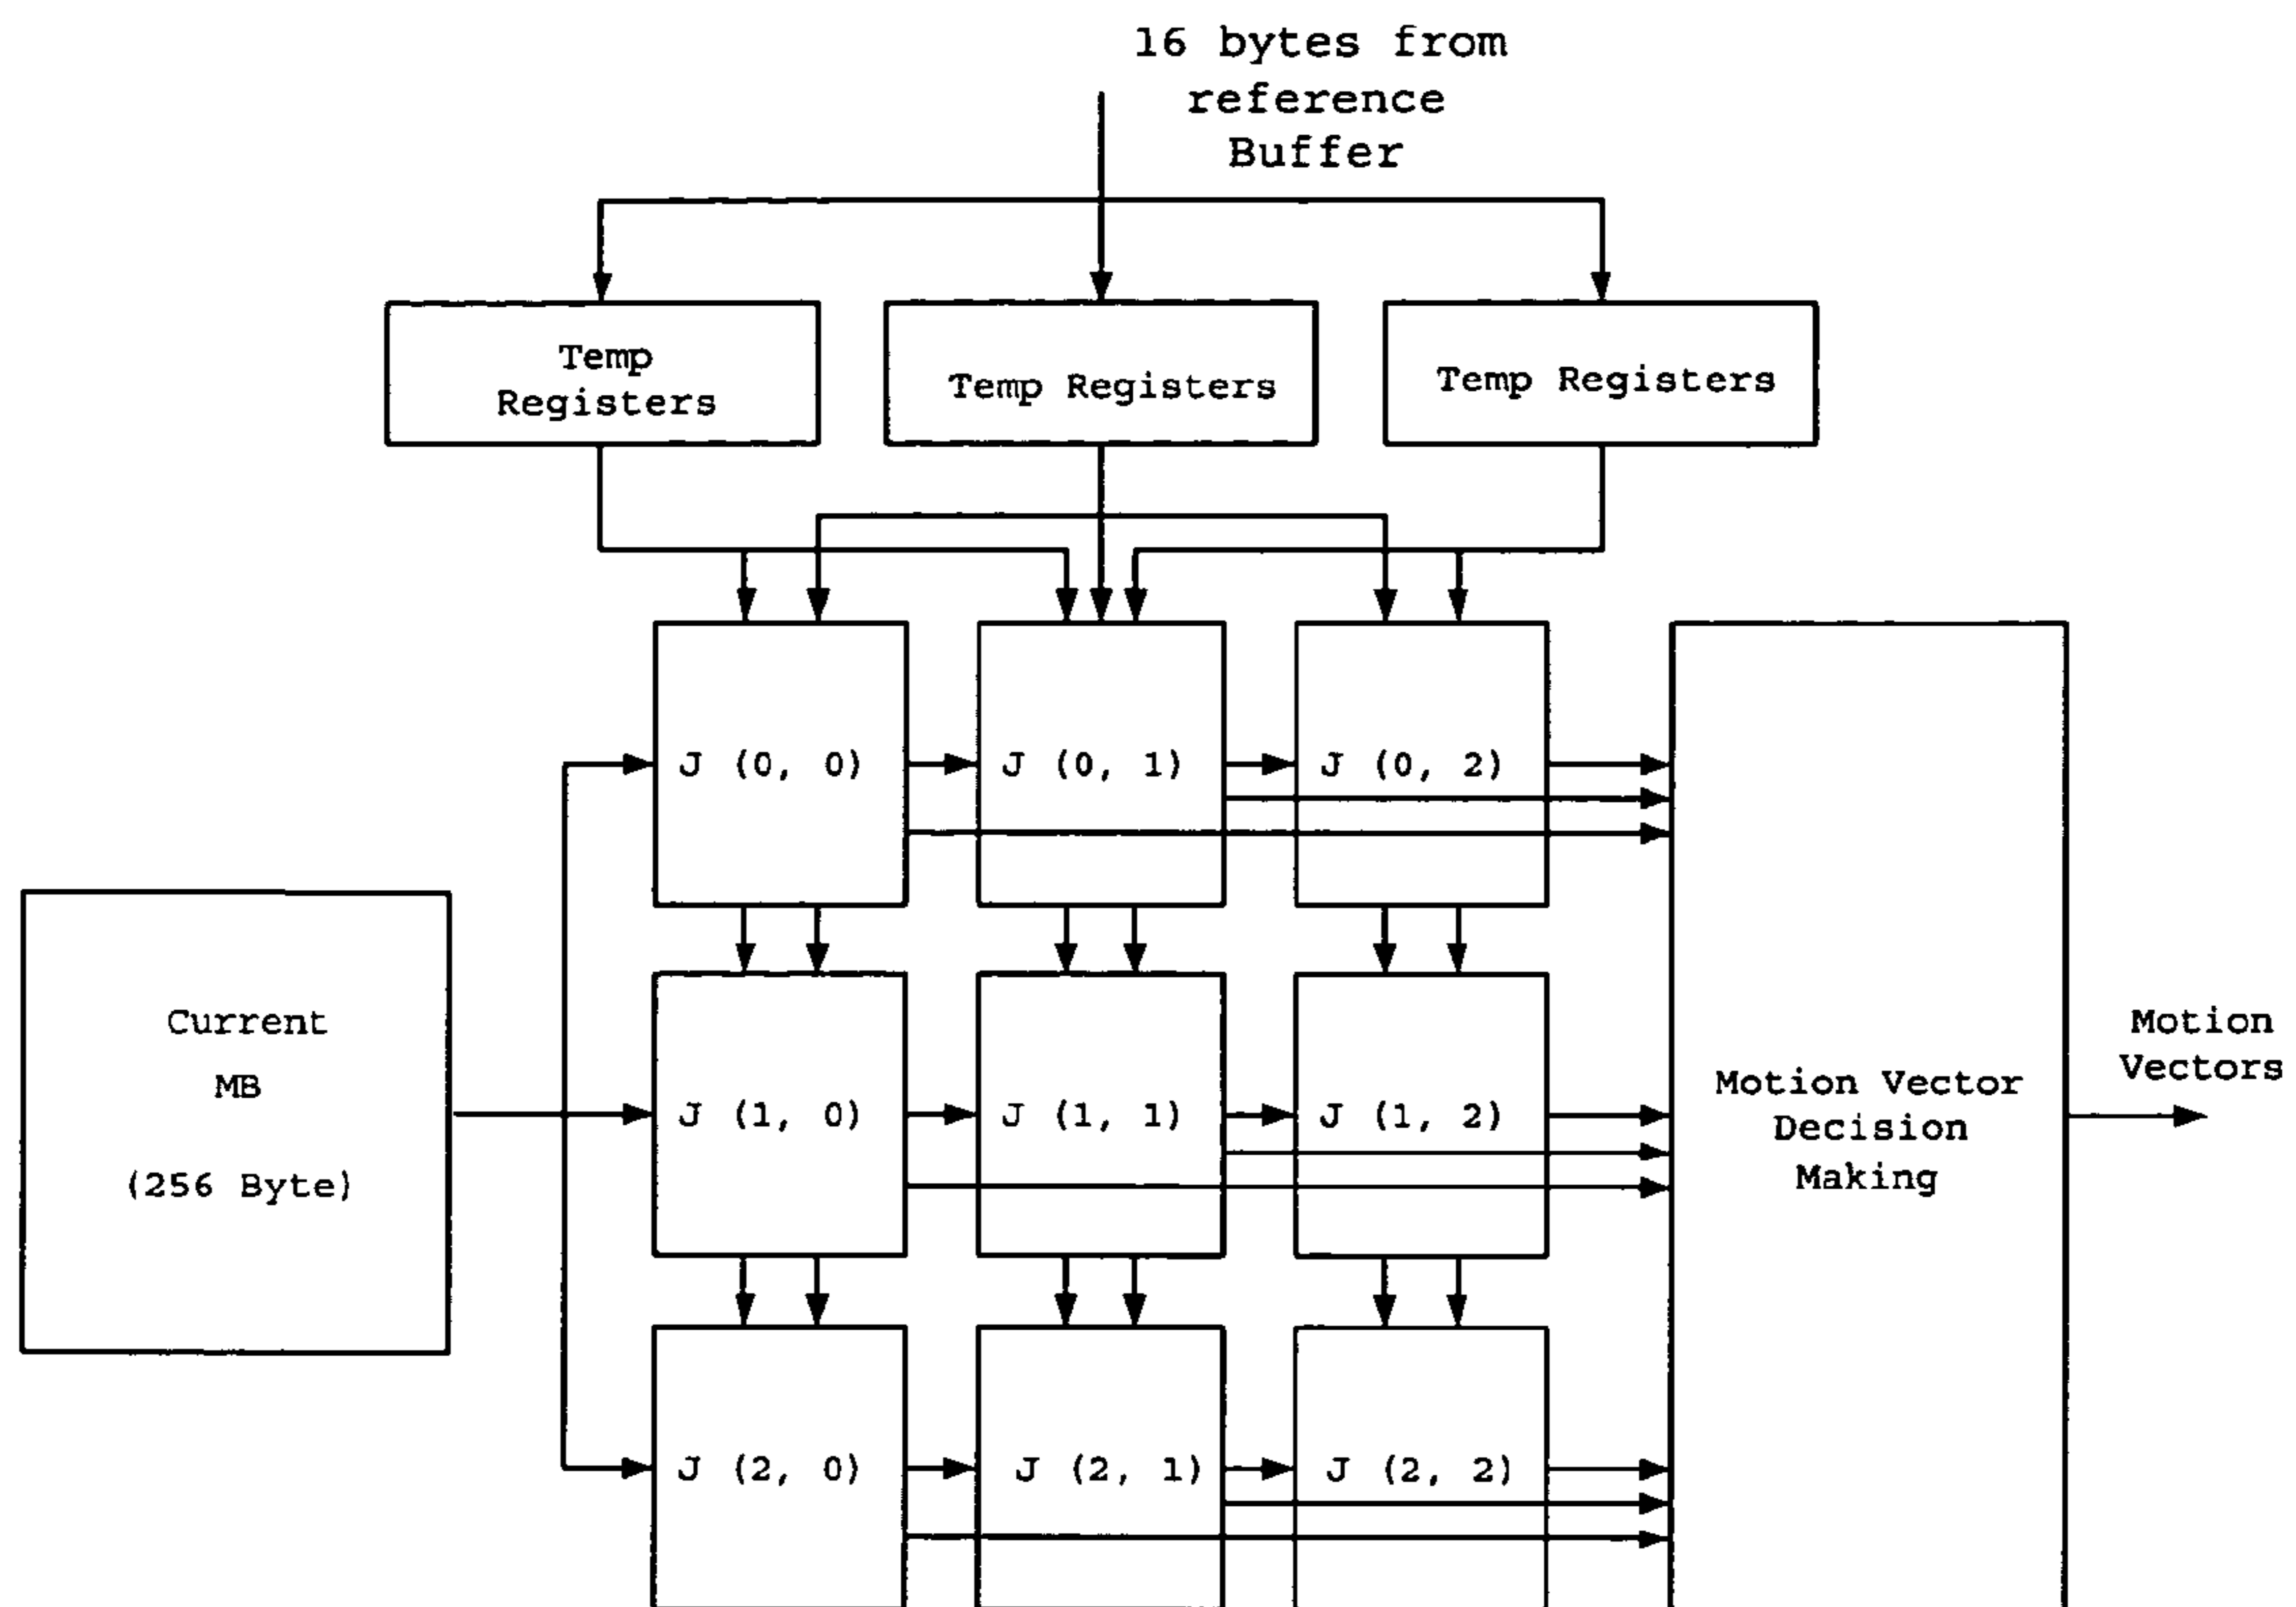 16 bytes from
reference
Buffer
Temp
Registers
Temp Registers
Temp Registers
J (0, 0)
J (0, 1)
J (0, 2)
Current
MB
(256 Byte)
J (1, 0)
J (1, 1)
J (1, 2)
Motion Vector
Decision
Making
Motion
Vectors
J (2, 0)
J (2, 1)
J (2, 2)